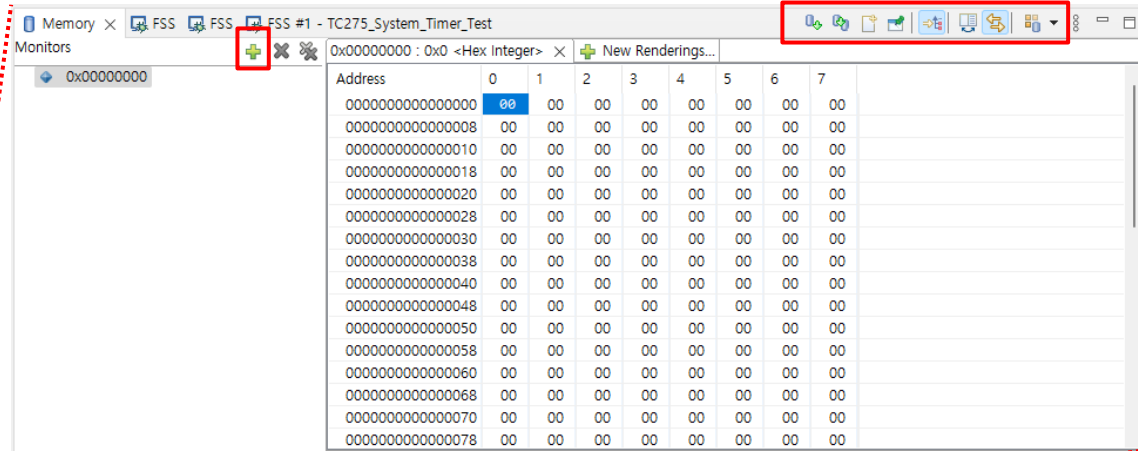 Memory FSS FSS FSS #1 - TC275_System_Timer_Test
Monitors 0x00000000 : 0x0 <Hex Integer> New Renderings...
0x00000000
Address 0 1 2 3 4 5 6 7
0000000000000000 00 00 00 00 00 00 00 00
0000000000000008 00 00 00 00 00 00 00 00
0000000000000010 00 00 00 00 00 00 00 00
0000000000000018 00 00 00 00 00 00 00 00
0000000000000020 00 00 00 00 00 00 00 00
0000000000000028 00 00 00 00 00 00 00 00
0000000000000030 00 00 00 00 00 00 00 00
0000000000000038 00 00 00 00 00 00 00 00
0000000000000040 00 00 00 00 00 00 00 00
0000000000000048 00 00 00 00 00 00 00 00
0000000000000050 00 00 00 00 00 00 00 00
0000000000000058 00 00 00 00 00 00 00 00
0000000000000060 00 00 00 00 00 00 00 00
0000000000000068 00 00 00 00 00 00 00 00
0000000000000070 00 00 00 00 00 00 00 00
0000000000000078 00 00 00 00 00 00 00 00